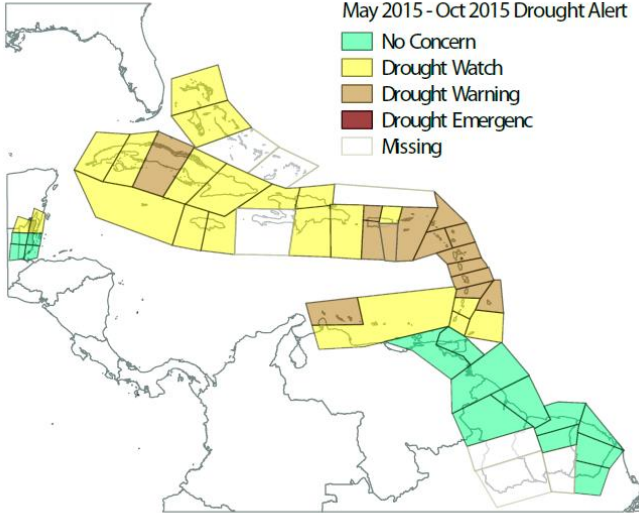 May 2015 - Oct 2015 Drought Alert
No Concern
Drought Watch
Drought Warning
Drought Emergenc
Missing